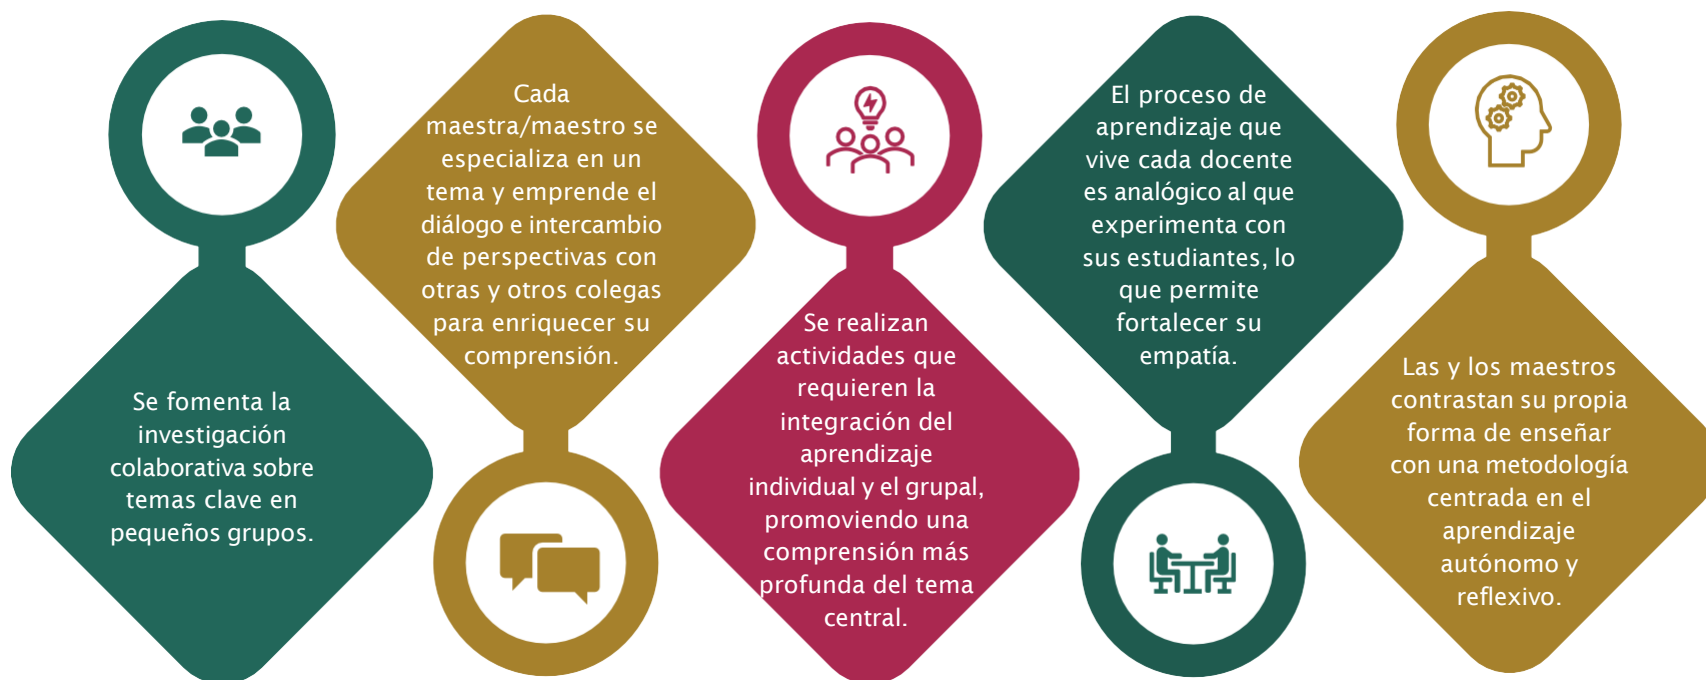 Se fomenta la
investigación
colaborativa sobre
temas clave en
pequeños grupos.
Cada
maestra/maestro se
especializa en un
tema y emprende el
diálogo e intercambio
de perspectivas con
otras y otros colegas
para enriquecer su
comprensión.
Se realizan
actividades que
requieren la
integración del
aprendizaje
individual y el grupal,
promoviendo una
comprensión más
profunda del tema
central.
El proceso de
aprendizaje que
vive cada docente
es analógico al que
experimenta con
sus estudiantes, lo
que permite
fortalecer su
empatía.
Las y los maestros
contrastan su propia
forma de enseñar
con una metodología
centrada en el
aprendizaje
autónomo y
reflexivo.